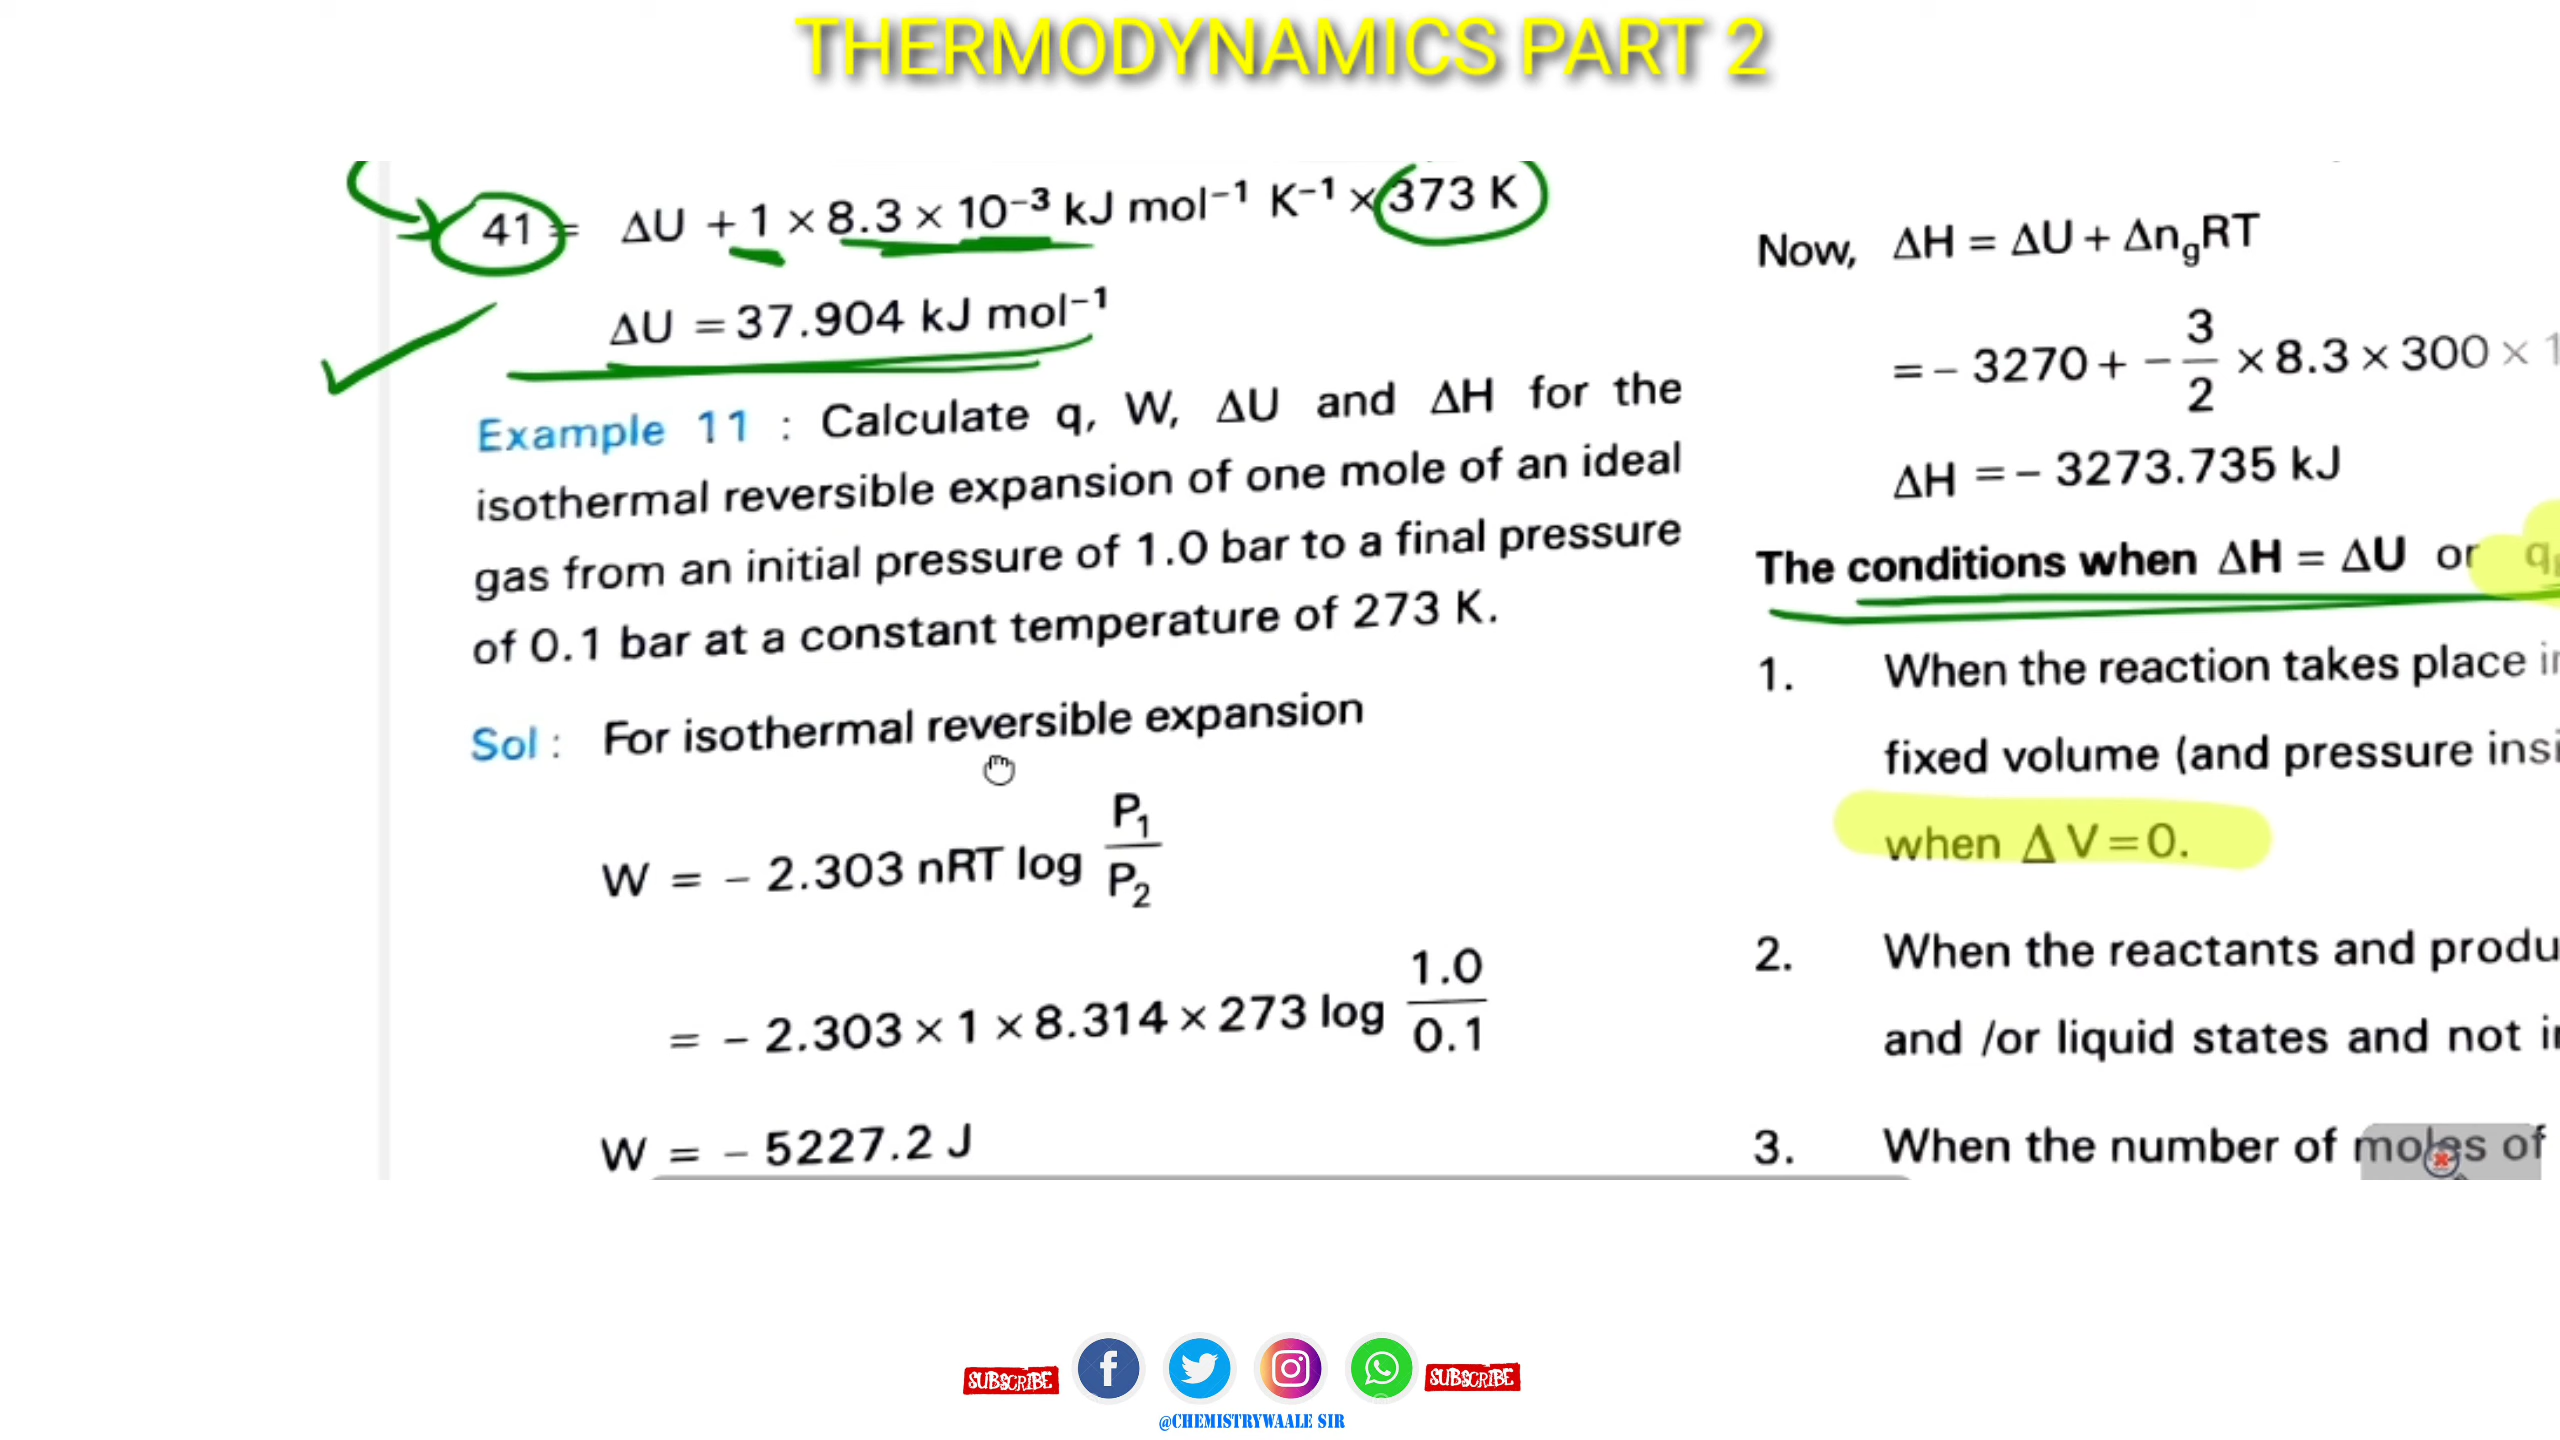 THERMODYNAMICS PART 2
41 = ΔU + 1 × 8.3 × 10⁻³ kJ mol⁻¹ K⁻¹ × 373 K
ΔU = 37.904 kJ mol⁻¹
Example 11 : Calculate q, W, ΔU and ΔH for the
isothermal reversible expansion of one mole of an ideal
gas from an initial pressure of 1.0 bar to a final pressure
of 0.1 bar at a constant temperature of 273 K.
Sol : For isothermal reversible expansion
W = – 2.303 nRT log P₁/P₂
= – 2.303 × 1 × 8.314 × 273 log 1.0/0.1
W = – 5227.2 J
Now, ΔH = ΔU + Δn_gRT
= – 3270 + – 3/2 × 8.3 × 300 × 1
ΔH = – 3273.735 kJ
The conditions when ΔH = ΔU or q
1. When the reaction takes place
fixed volume (and pressure
when Δ V = 0.
2. When the reactants and
and /or liquid states and not
3. When the number of moles of
SUBSCRIBE
SUBSCRIBE
@CHEMISTRYWAALE SIR